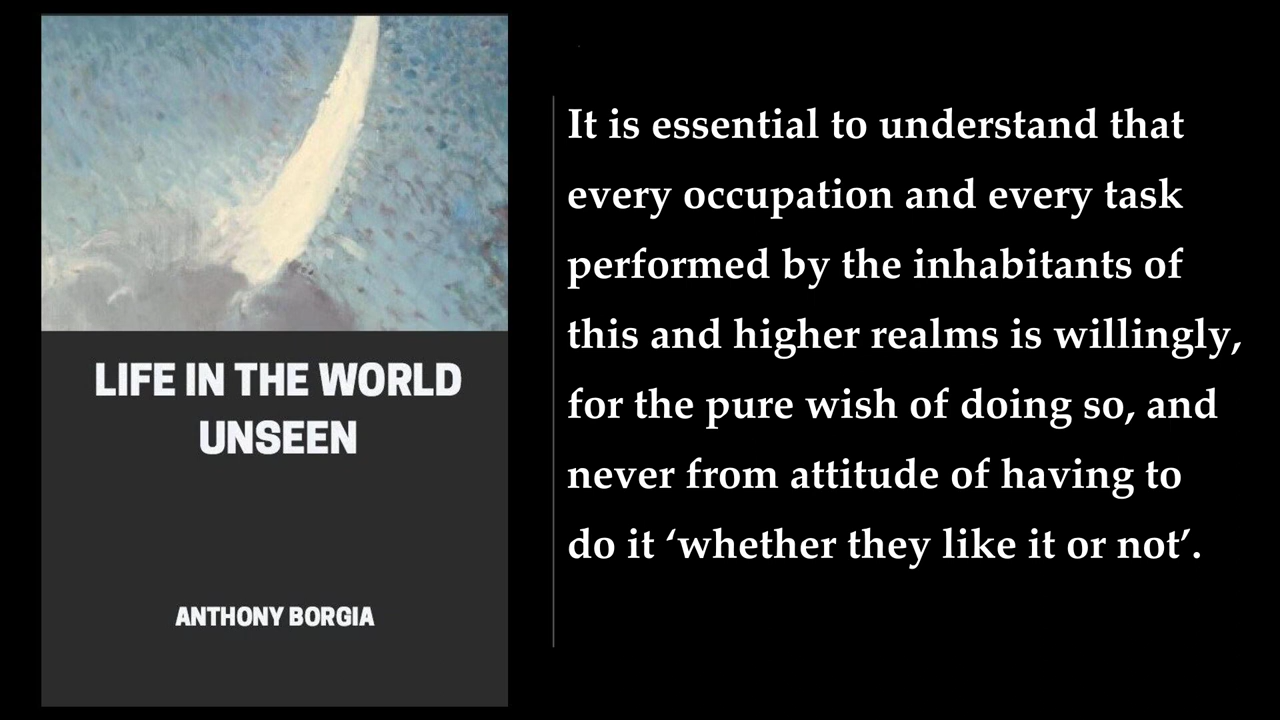 LIFE IN THE WORLD
UNSEEN
ANTHONY BORGIA
It is essential to understand that
every occupation and every task
performed by the inhabitants of
this and higher realms is willingly,
for the pure wish of doing so, and
never from attitude of having to
do it ‘whether they like it or not’.